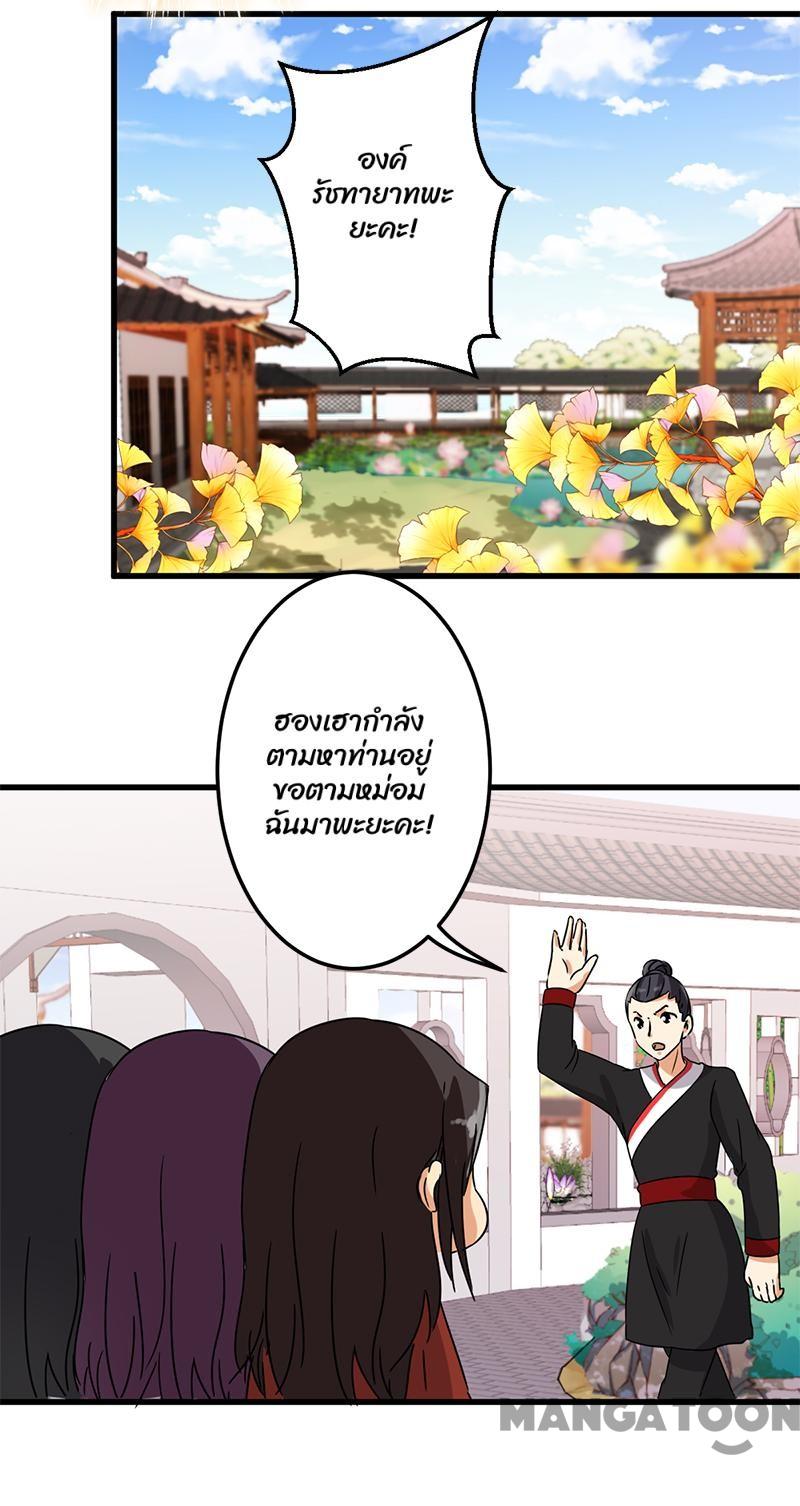 องค์
รัชทายาทพะ
ยะคะ!
ฮองเฮากำลัง
ตามหาท่านอยู่
ขอตามหม่อม
ฉันมาพะยะคะ!
MANGATOON